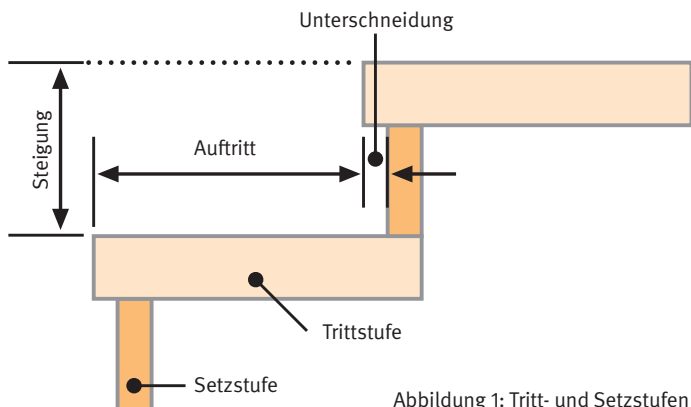 Unterschneidung
Steigung
Auftritt
Trittstufe
Setzstufe
Abbildung 1: Tritt- und Setzstufen